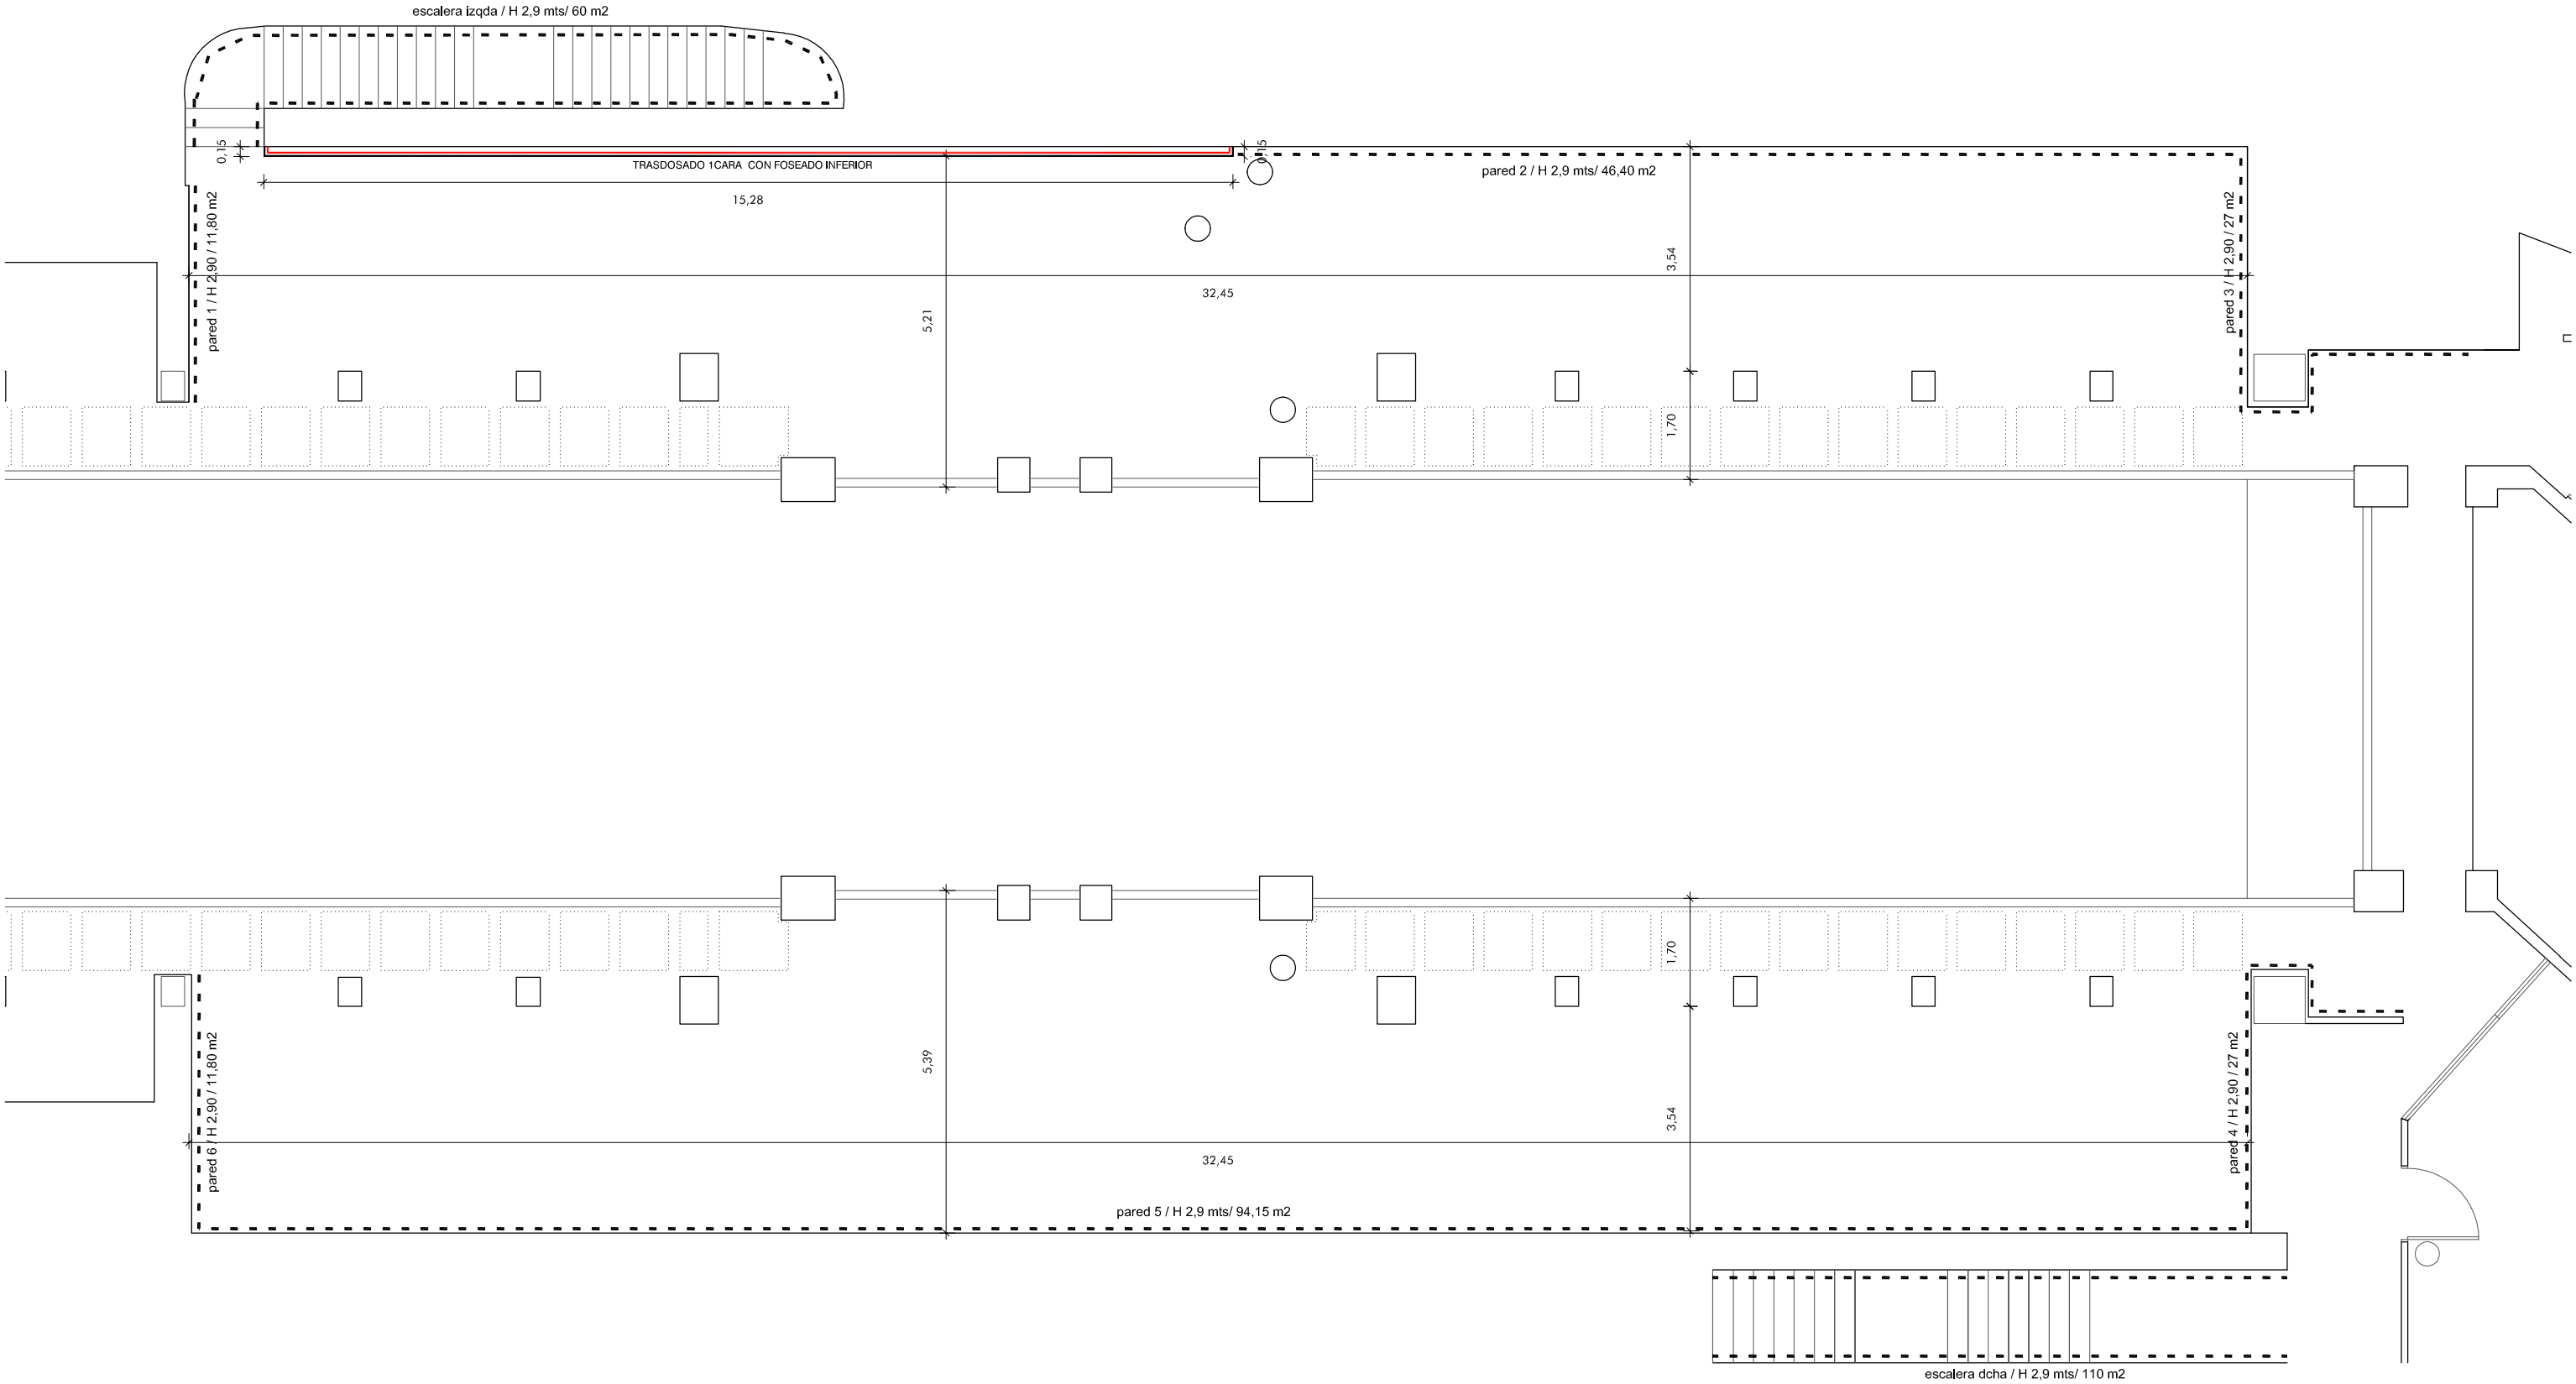 escalera izqda / H 2,9 mts/ 60 m2
0,15
0,15
TRASDOSADO 1CARA  CON FOSEADO INFERIOR
pared 2 / H 2,9 mts/ 46,40 m2
15,28
pared 1 / H 2,90 / 11,80 m2
pared 3 / H 2,90 / 27 m2
3,54
32,45
5,21
1,70
1,70
5,39
pared 6 / H 2,90 / 11,80 m2
pared 4 / H 2,90 / 27 m2
3,54
32,45
pared 5 / H 2,9 mts/ 94,15 m2
escalera dcha / H 2,9 mts/ 110 m2